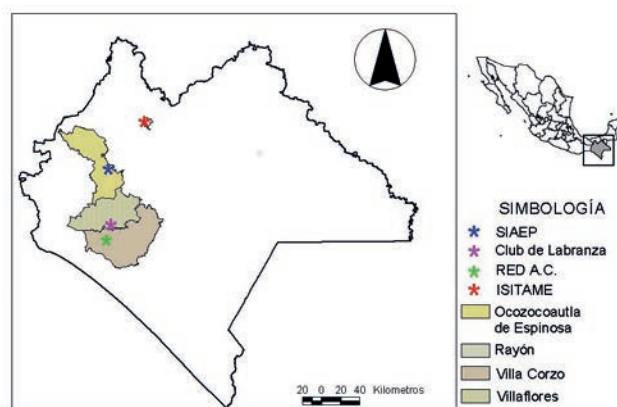 SIMBOLOGÍA
SIAEP
Club de Labranza
RED A.C.
ISITAME
Ocozocoautla
de Espinosa
Rayón
Villa Corzo
Villaflores
20 0 20 40 Kilometros